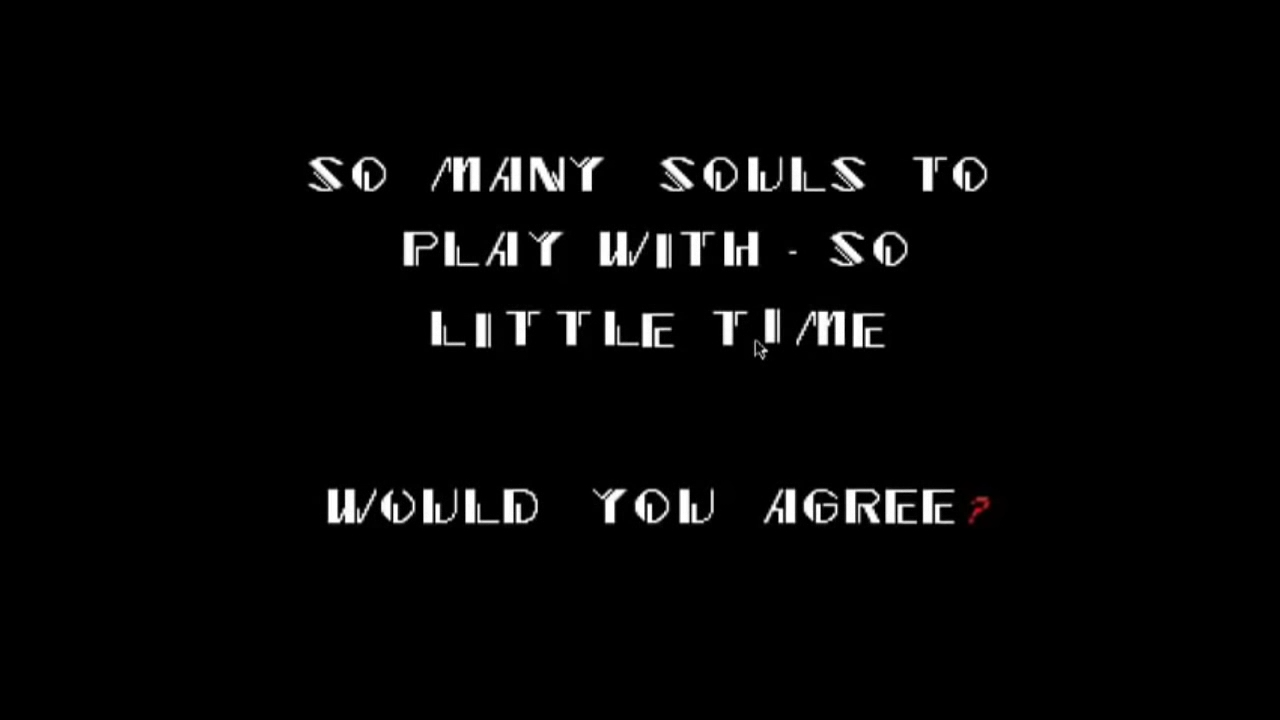 SO MANY SOULS TO
PLAY WITH - SO
LITTLE TIME
WOULD YOU AGREE?